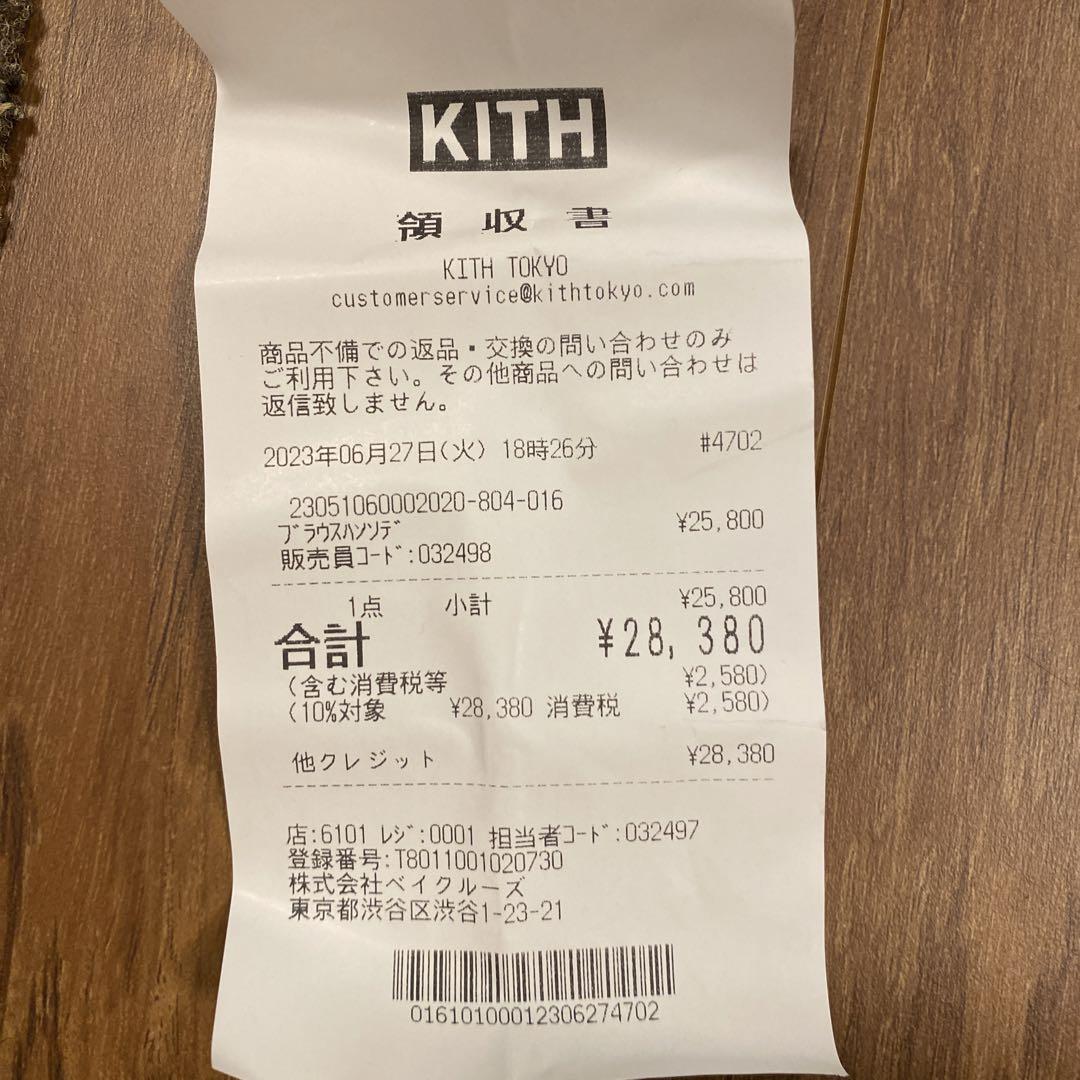 KITH
領収書
KITH TOKYO
customerservice@kithtokyo.com
商品不備での返品・交換の問い合わせのみ
ご利用下さい。その他商品への問い合わせは
返信致しません。
2023年06月27日(火) 18時26分 #4702
23051060002020-804-016
ﾌﾞﾗｳｽﾊﾝｿﾃﾞ ¥25,800
販売員ｺｰﾄﾞ:032498
1点 小計 ¥25,800
合計 ¥28,380
(含む消費税等 ¥2,580)
(10%対象 ¥28,380 消費税 ¥2,580)
他クレジット ¥28,380
店:6101 ﾚｼﾞ:0001 担当者ｺｰﾄﾞ:032497
登録番号:T8011001020730
株式会社ベイクルーズ
東京都渋谷区渋谷1-23-21
01610100012306274702